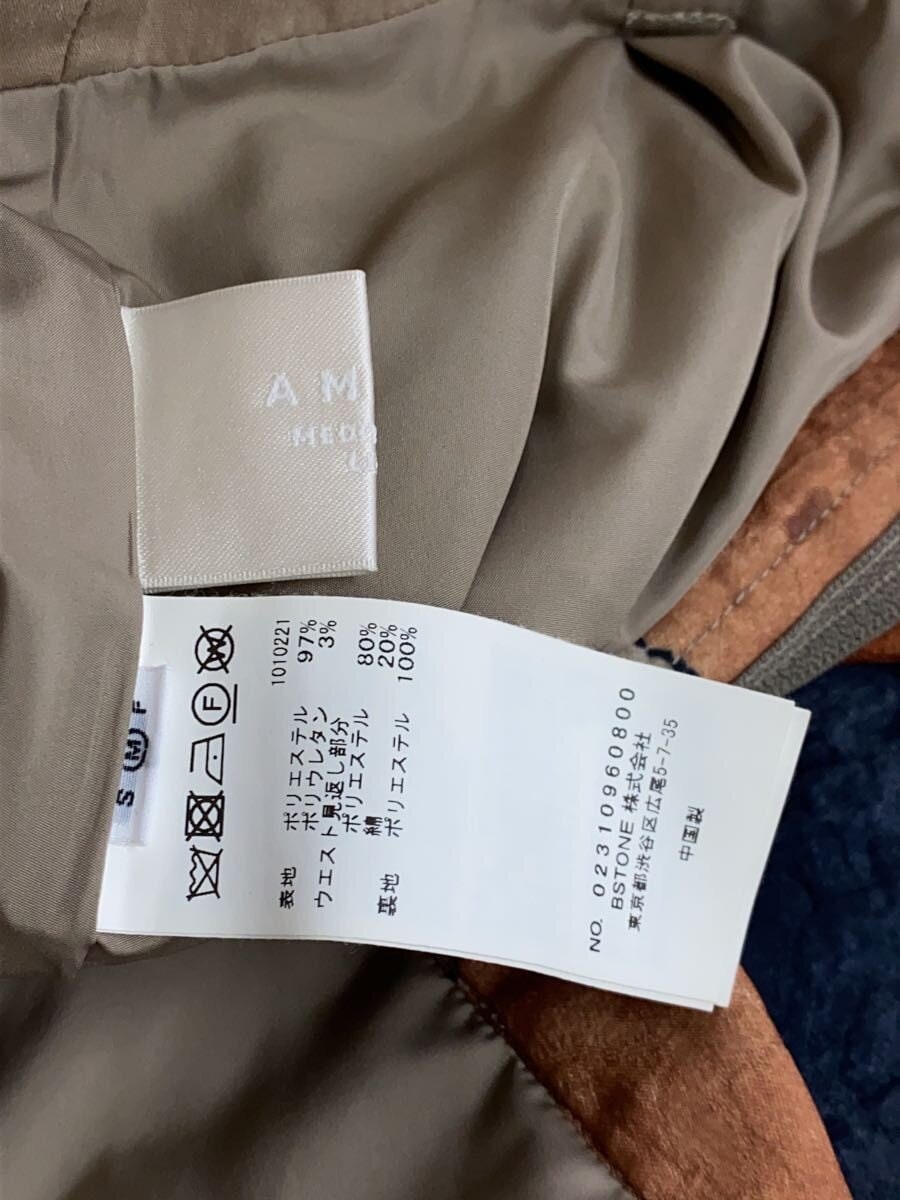 A M
MEDE
S M F
1010221
表地 ポリエステル 97%
ポリウレタン 3%
ウエスト見返し部分
ポリエステル 80%
綿 20%
裏地 ポリエステル 100%
NO. 02310960800
BSTONE 株式会社
東京都渋谷区広尾5-7-35
中国製
F
W